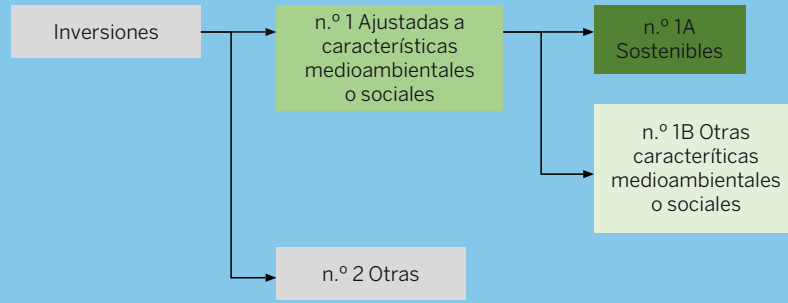 Inversiones
n.º 1 Ajustadas a
características
medioambientales
o sociales
n.º 1A
Sostenibles
n.º 1B Otras
caracteríticas
medioambientales
o sociales
n.º 2 Otras